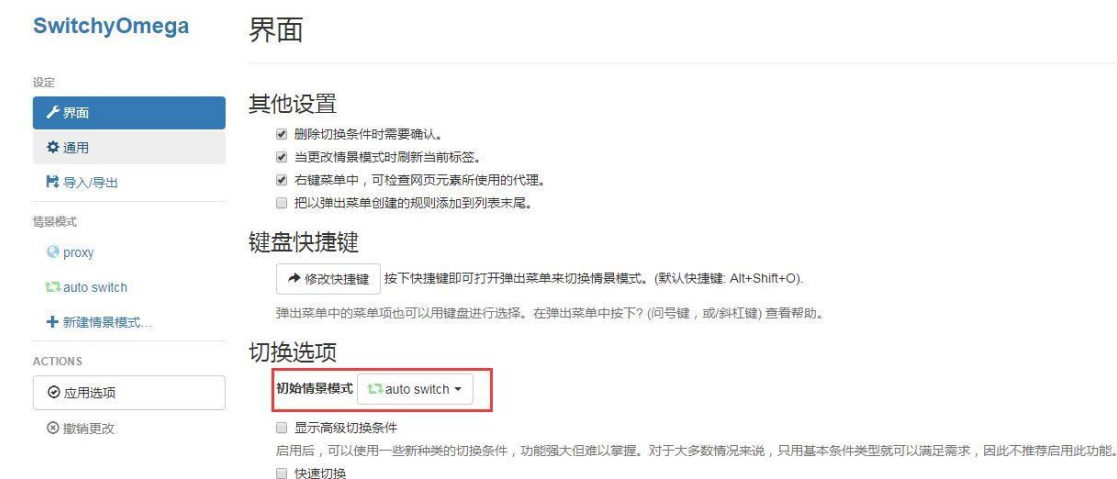 SwitchyOmega
设定
界面
通用
导入/导出
情景模式
proxy
auto switch
新建情景模式...
ACTIONS
应用选项
撤销更改
界面
其他设置
删除切换条件时需要确认。
当更改情景模式时刷新当前标签。
右键菜单中，可检查网页元素所使用的代理。
把以弹出菜单创建的规则添加到列表末尾。
键盘快捷键
修改快捷键 按下快捷键即可打开弹出菜单来切换情景模式。(默认快捷键: Alt+Shift+O).
弹出菜单中的菜单项也可以用键盘进行选择。在弹出菜单中按下? (问号键，或/斜杠键) 查看帮助。
切换选项
初始情景模式 auto switch
显示高级切换条件
启用后，可以使用一些新种类的切换条件，功能强大但难以掌握。对于大多数情况来说，只用基本条件类型就可以满足需求，因此不推荐启用此功能。
快速切换